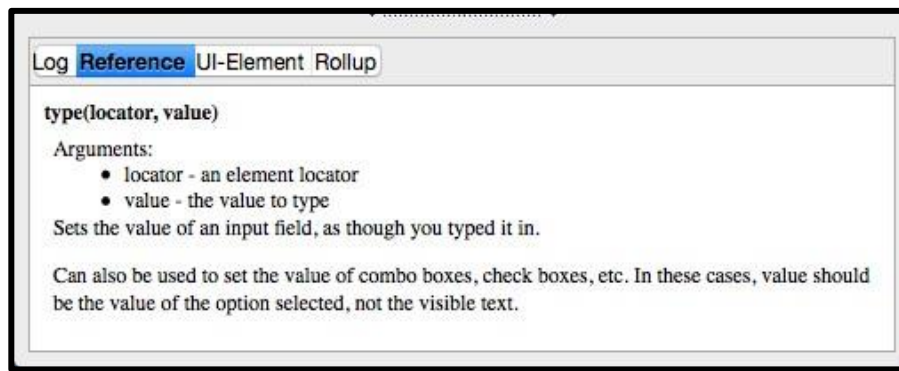 Log Reference UI-Element Rollup
type(locator, value)
Arguments:
• locator - an element locator
• value - the value to type
Sets the value of an input field, as though you typed it in.
Can also be used to set the value of combo boxes, check boxes, etc. In these cases, value should
be the value of the option selected, not the visible text.